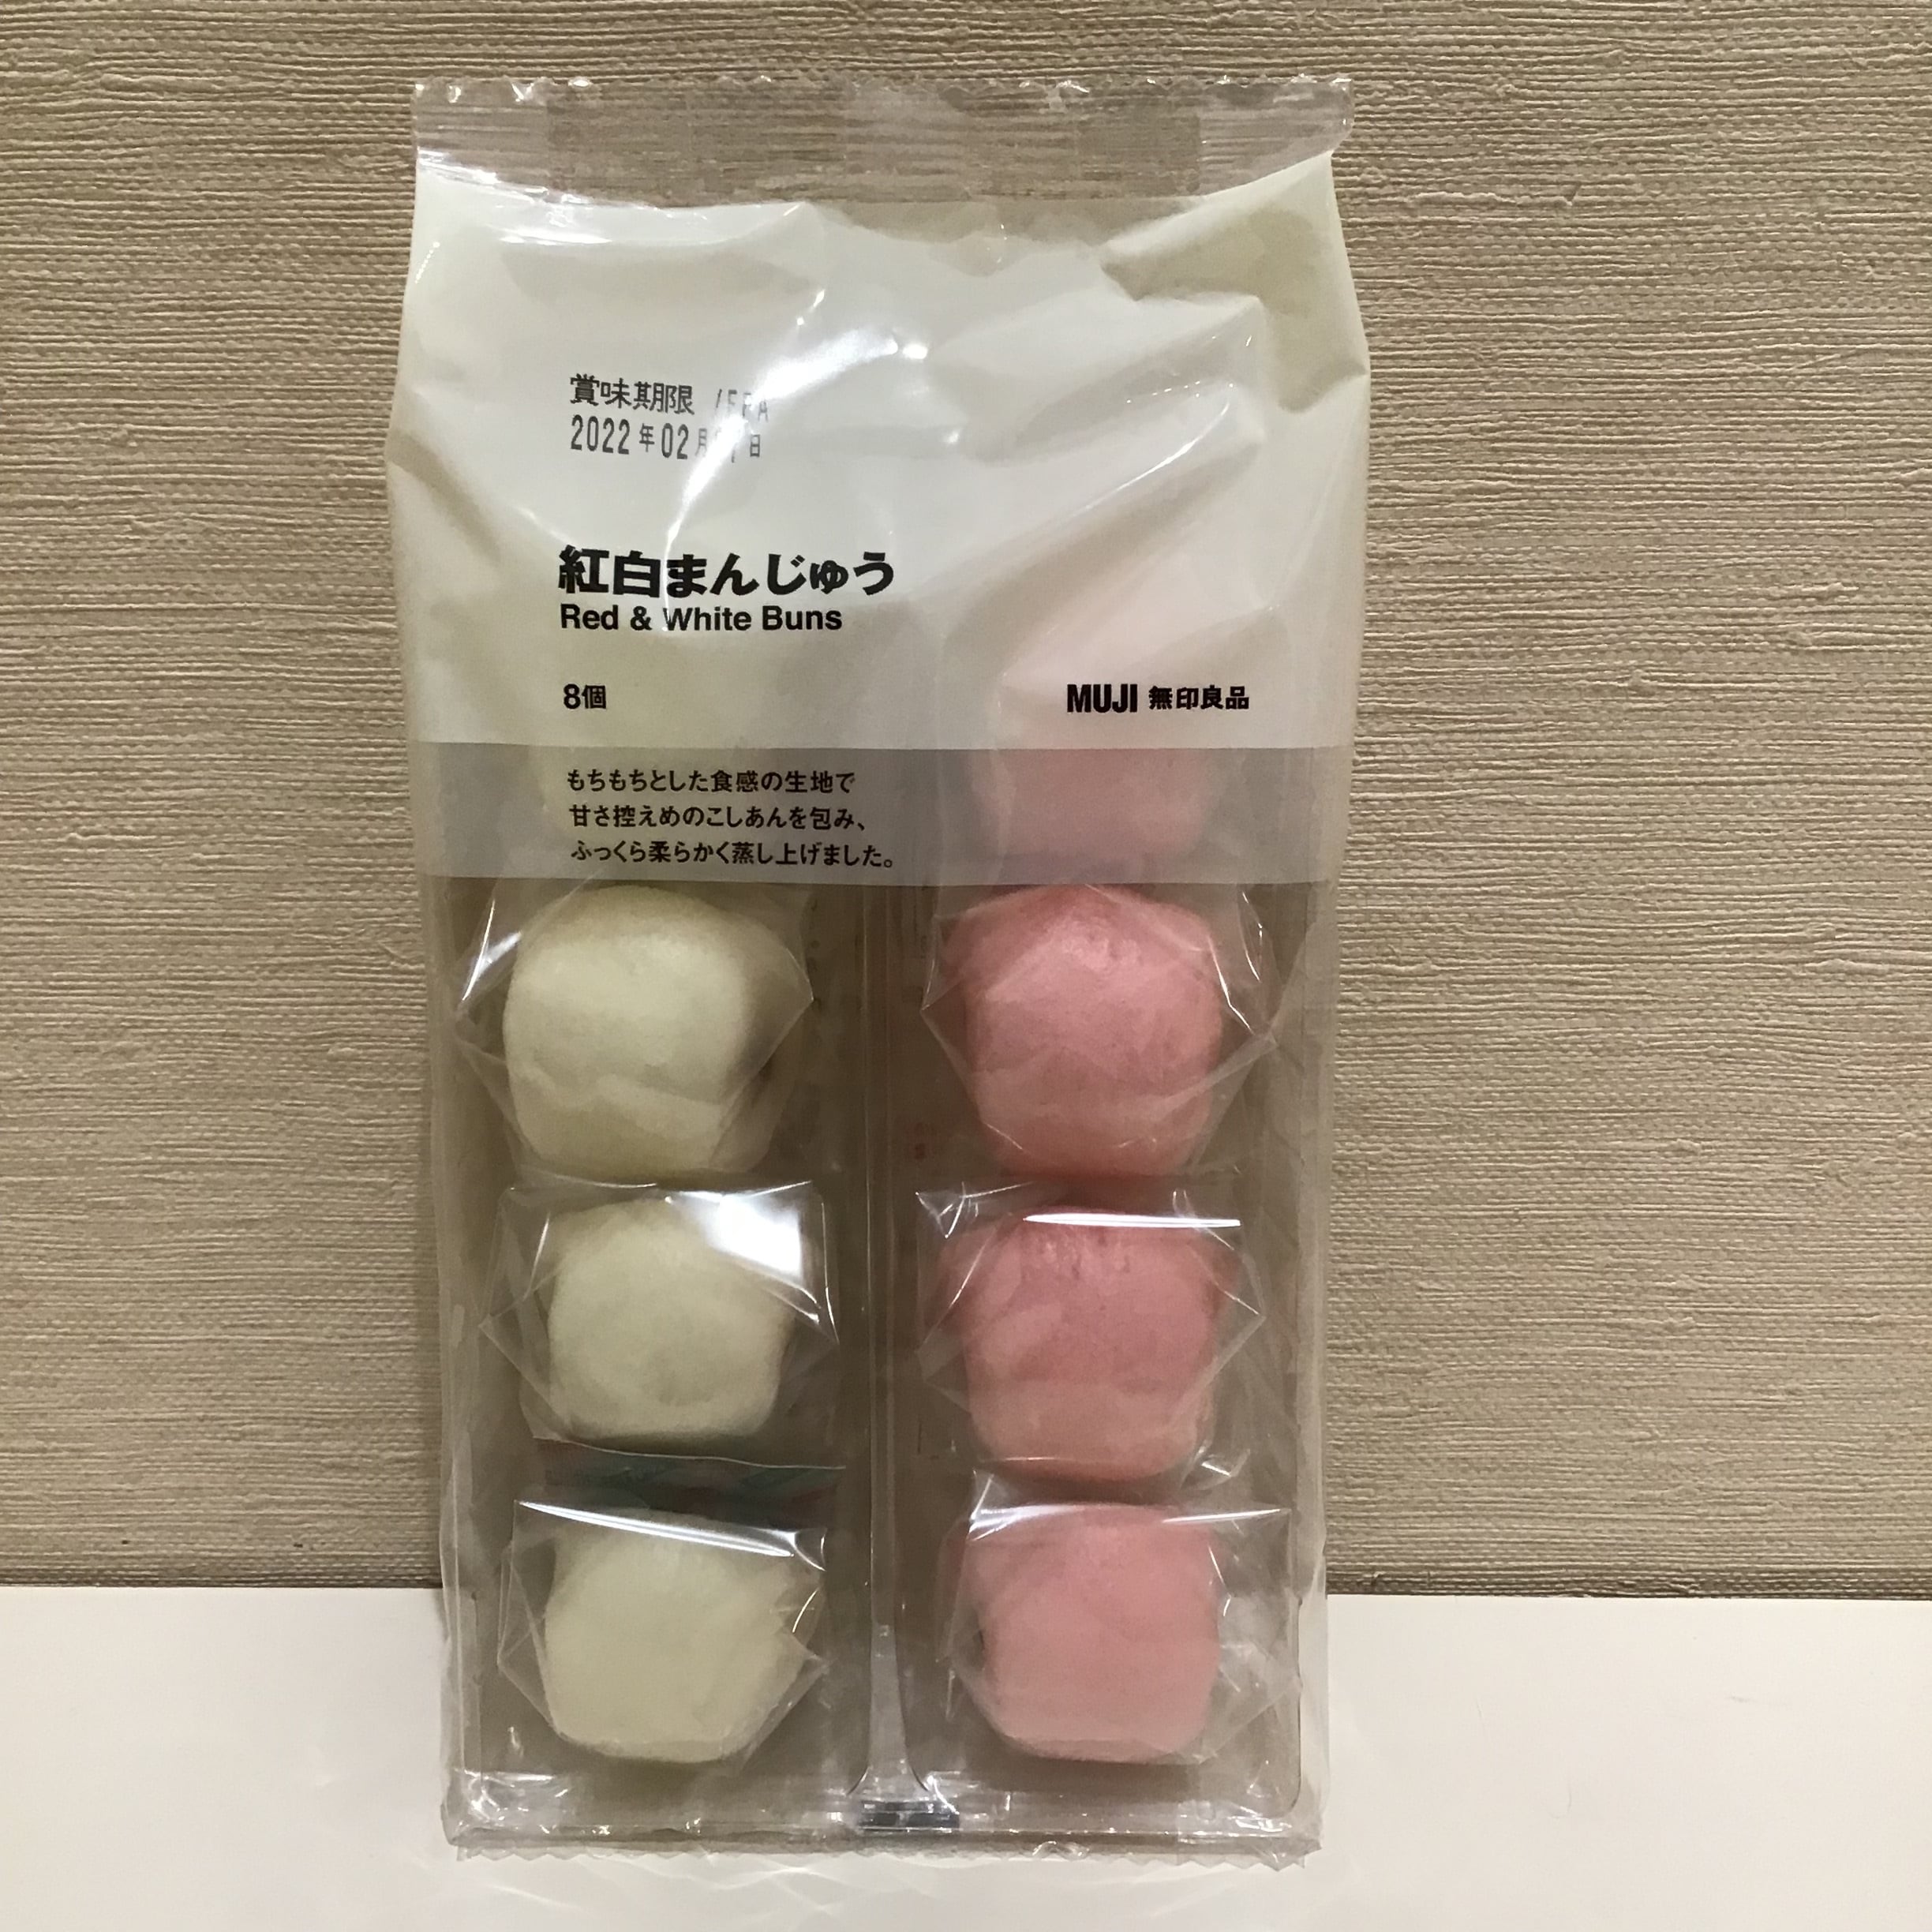 賞味期限
2022年02月
紅白まんじゅう
Red & White Buns
8個
MUJI 無印良品
もちもちとした食感の生地で
甘さ控えめのこしあんを包み、
ふっくら柔らかく蒸し上げました。